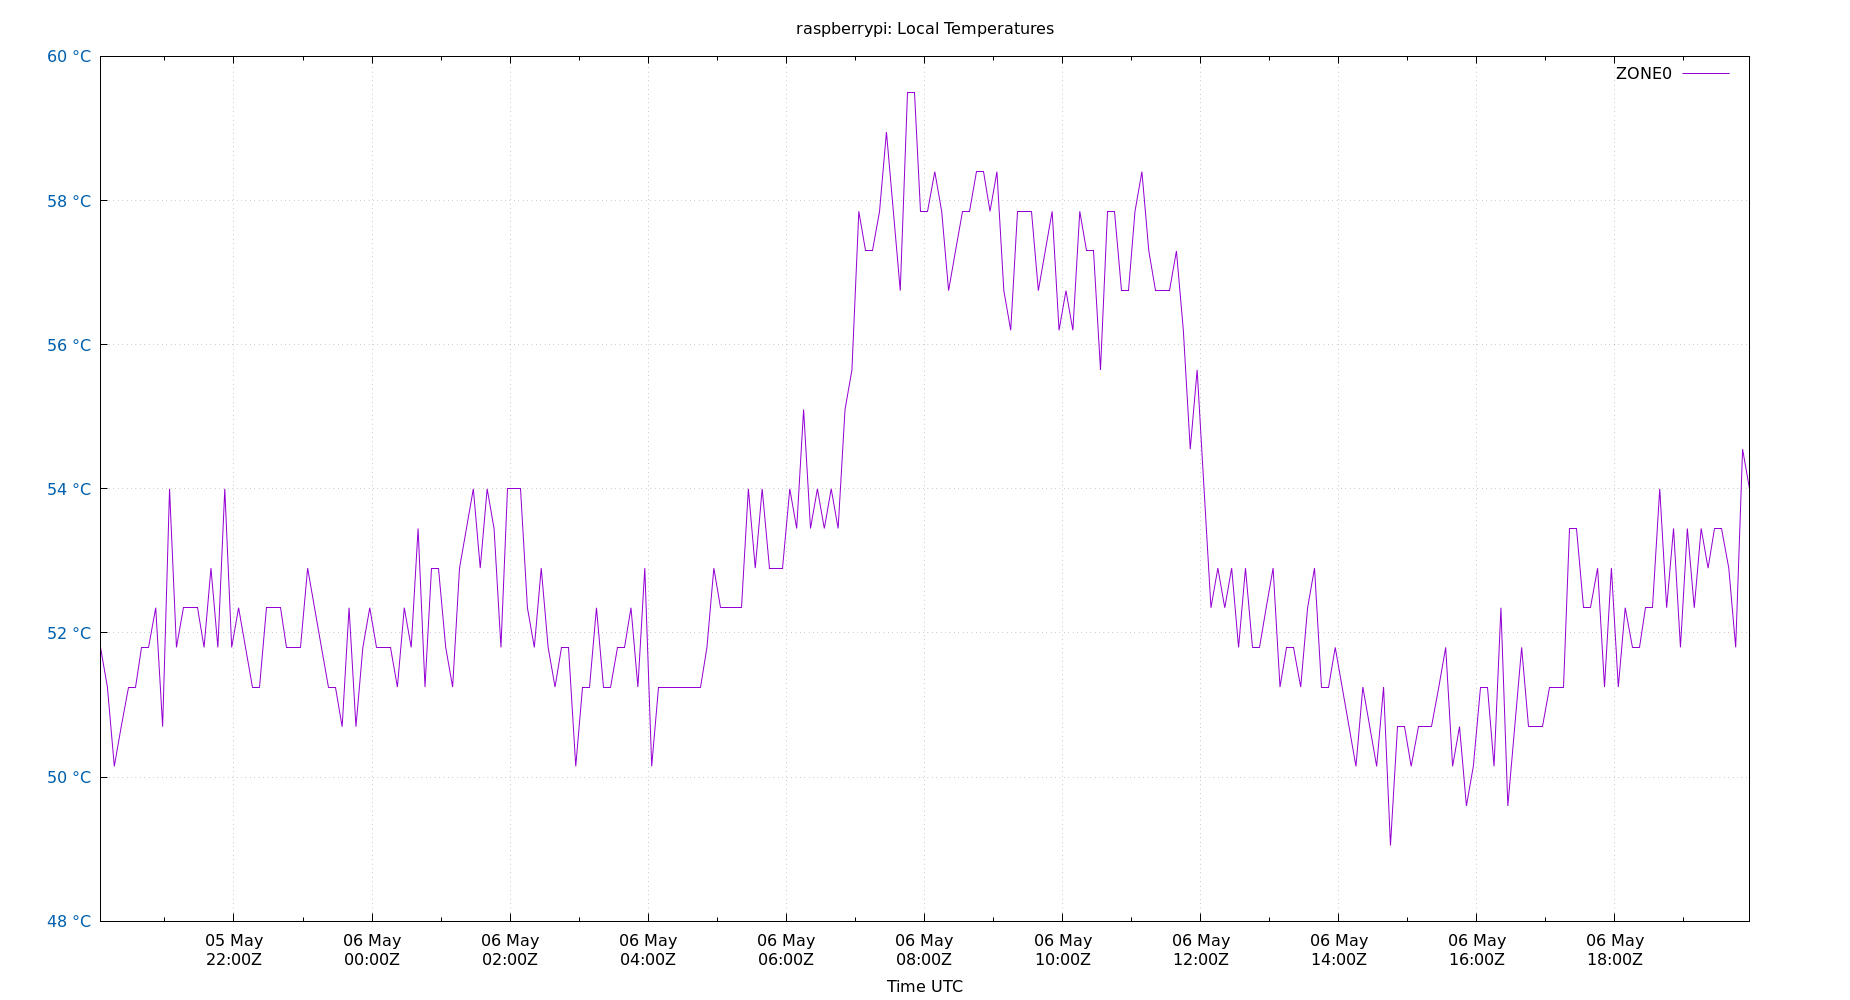 raspberrypi: Local Temperatures
60 °C
ZONE0
58 °C
56 °C
54 °C
52 °C
50 °C
48 °C
05 May 06 May 06 May 06 May 06 May 06 May 06 May 06 May 06 May 06 May 06 May
22:00Z 00:00Z 02:00Z 04:00Z 06:00Z 08:00Z 10:00Z 12:00Z 14:00Z 16:00Z 18:00Z
Time UTC